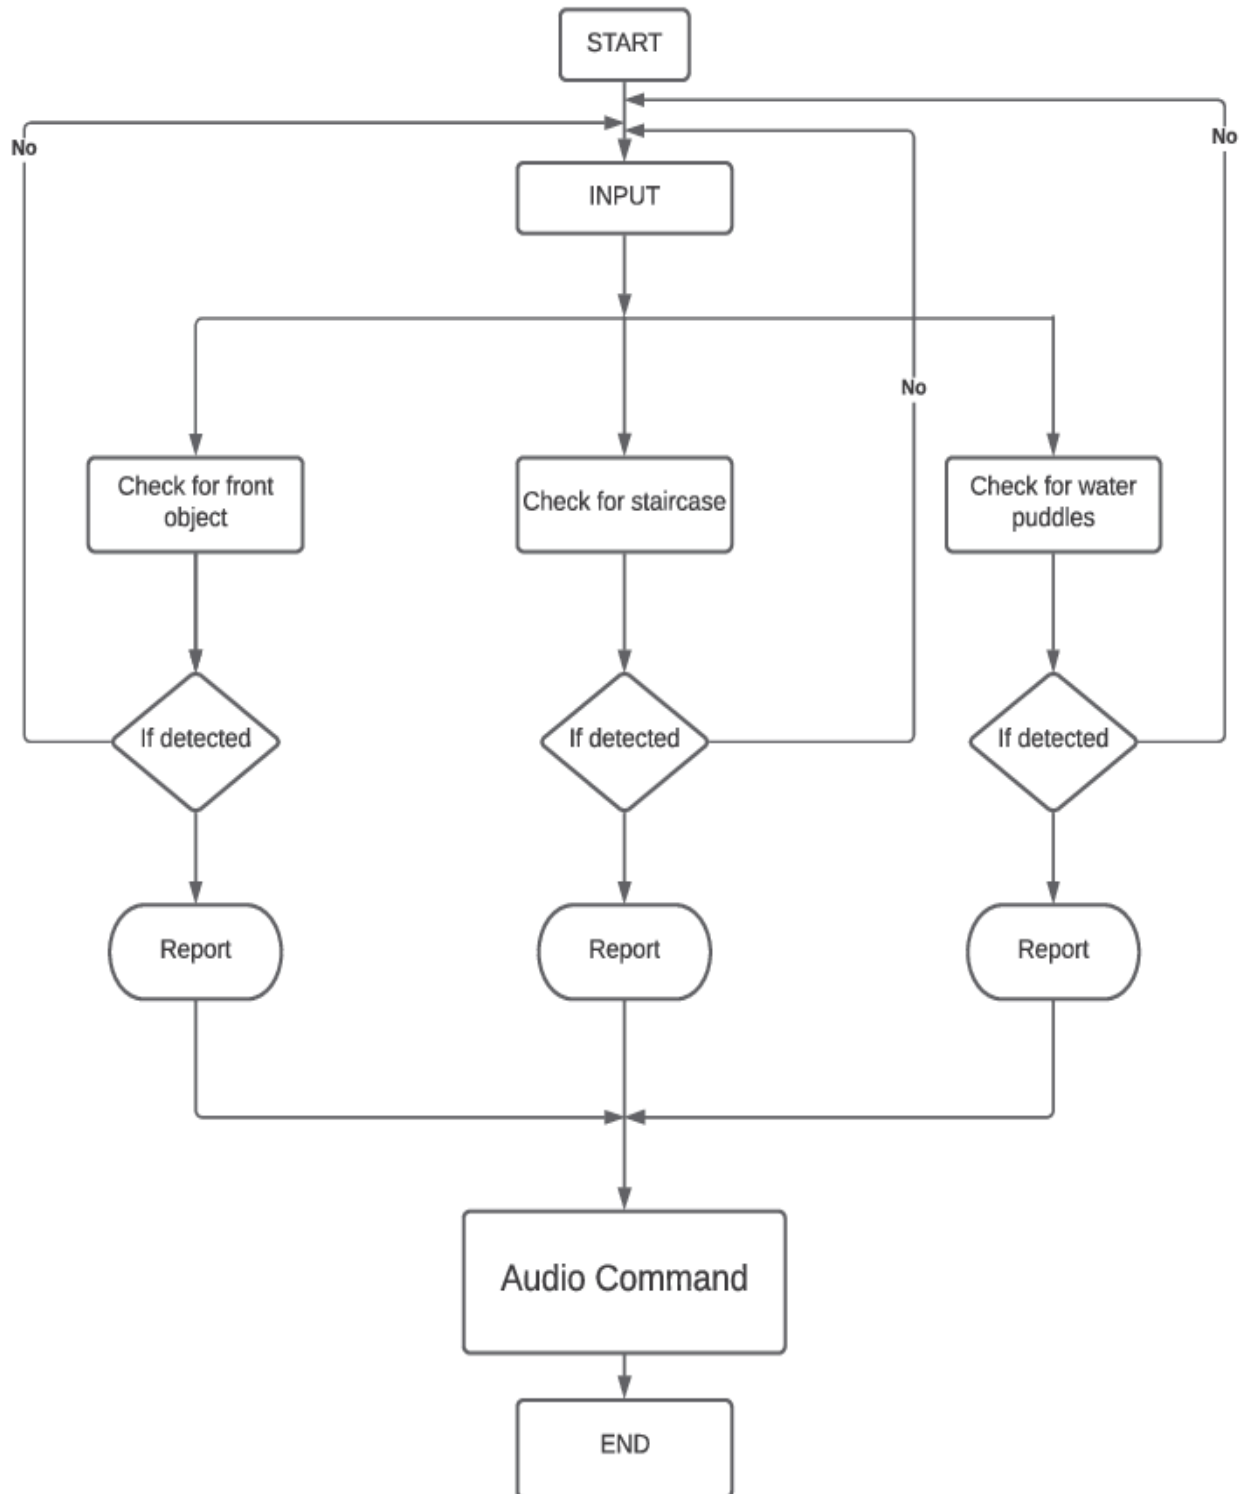 START
No
No
INPUT
No
Check for front
object
Check for staircase
Check for water
puddles
If detected
If detected
If detected
Report
Report
Report
Audio Command
END